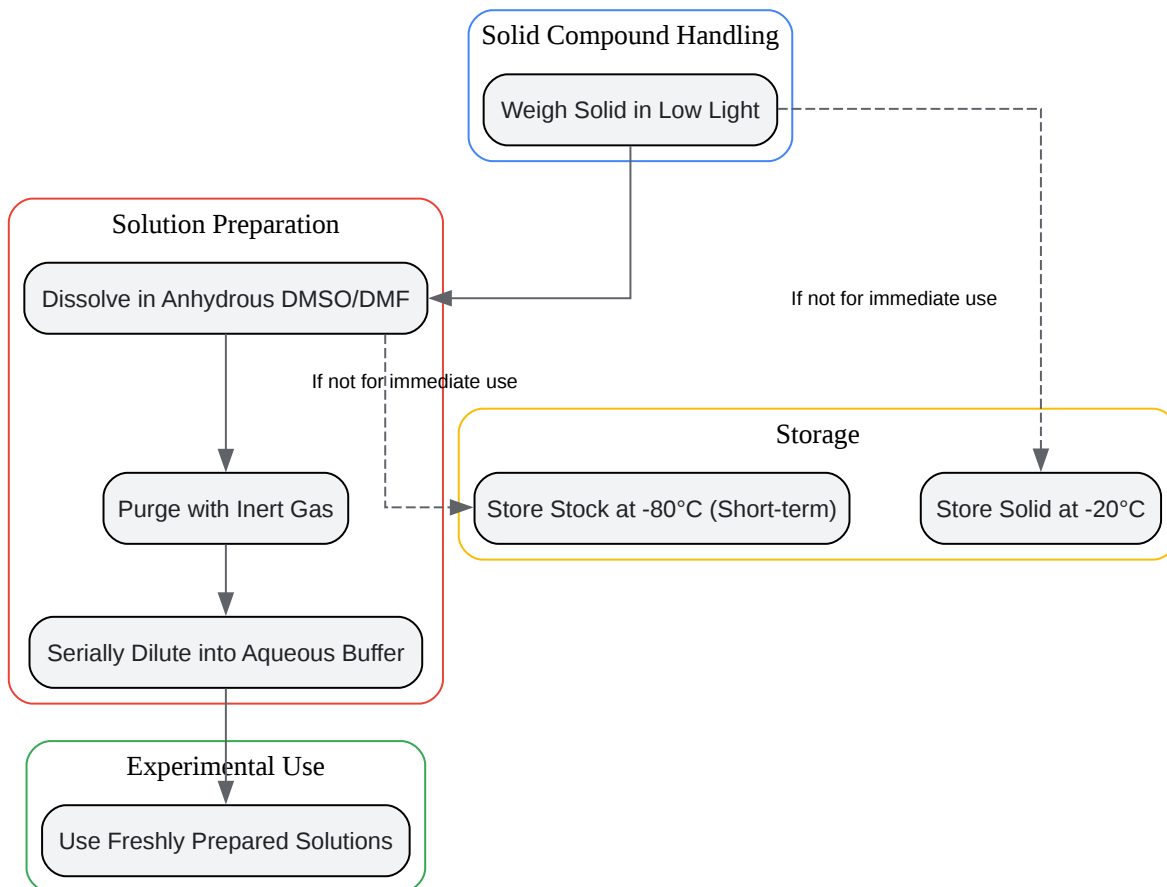 Solid Compound Handling
Weigh Solid in Low Light
Solution Preparation
Dissolve in Anhydrous DMSO/DMF
If not for immediate use
If not for immediate use
Storage
Purge with Inert Gas
Store Stock at -80°C (Short-term)
Store Solid at -20°C
Serially Dilute into Aqueous Buffer
Experimental Use
Use Freshly Prepared Solutions